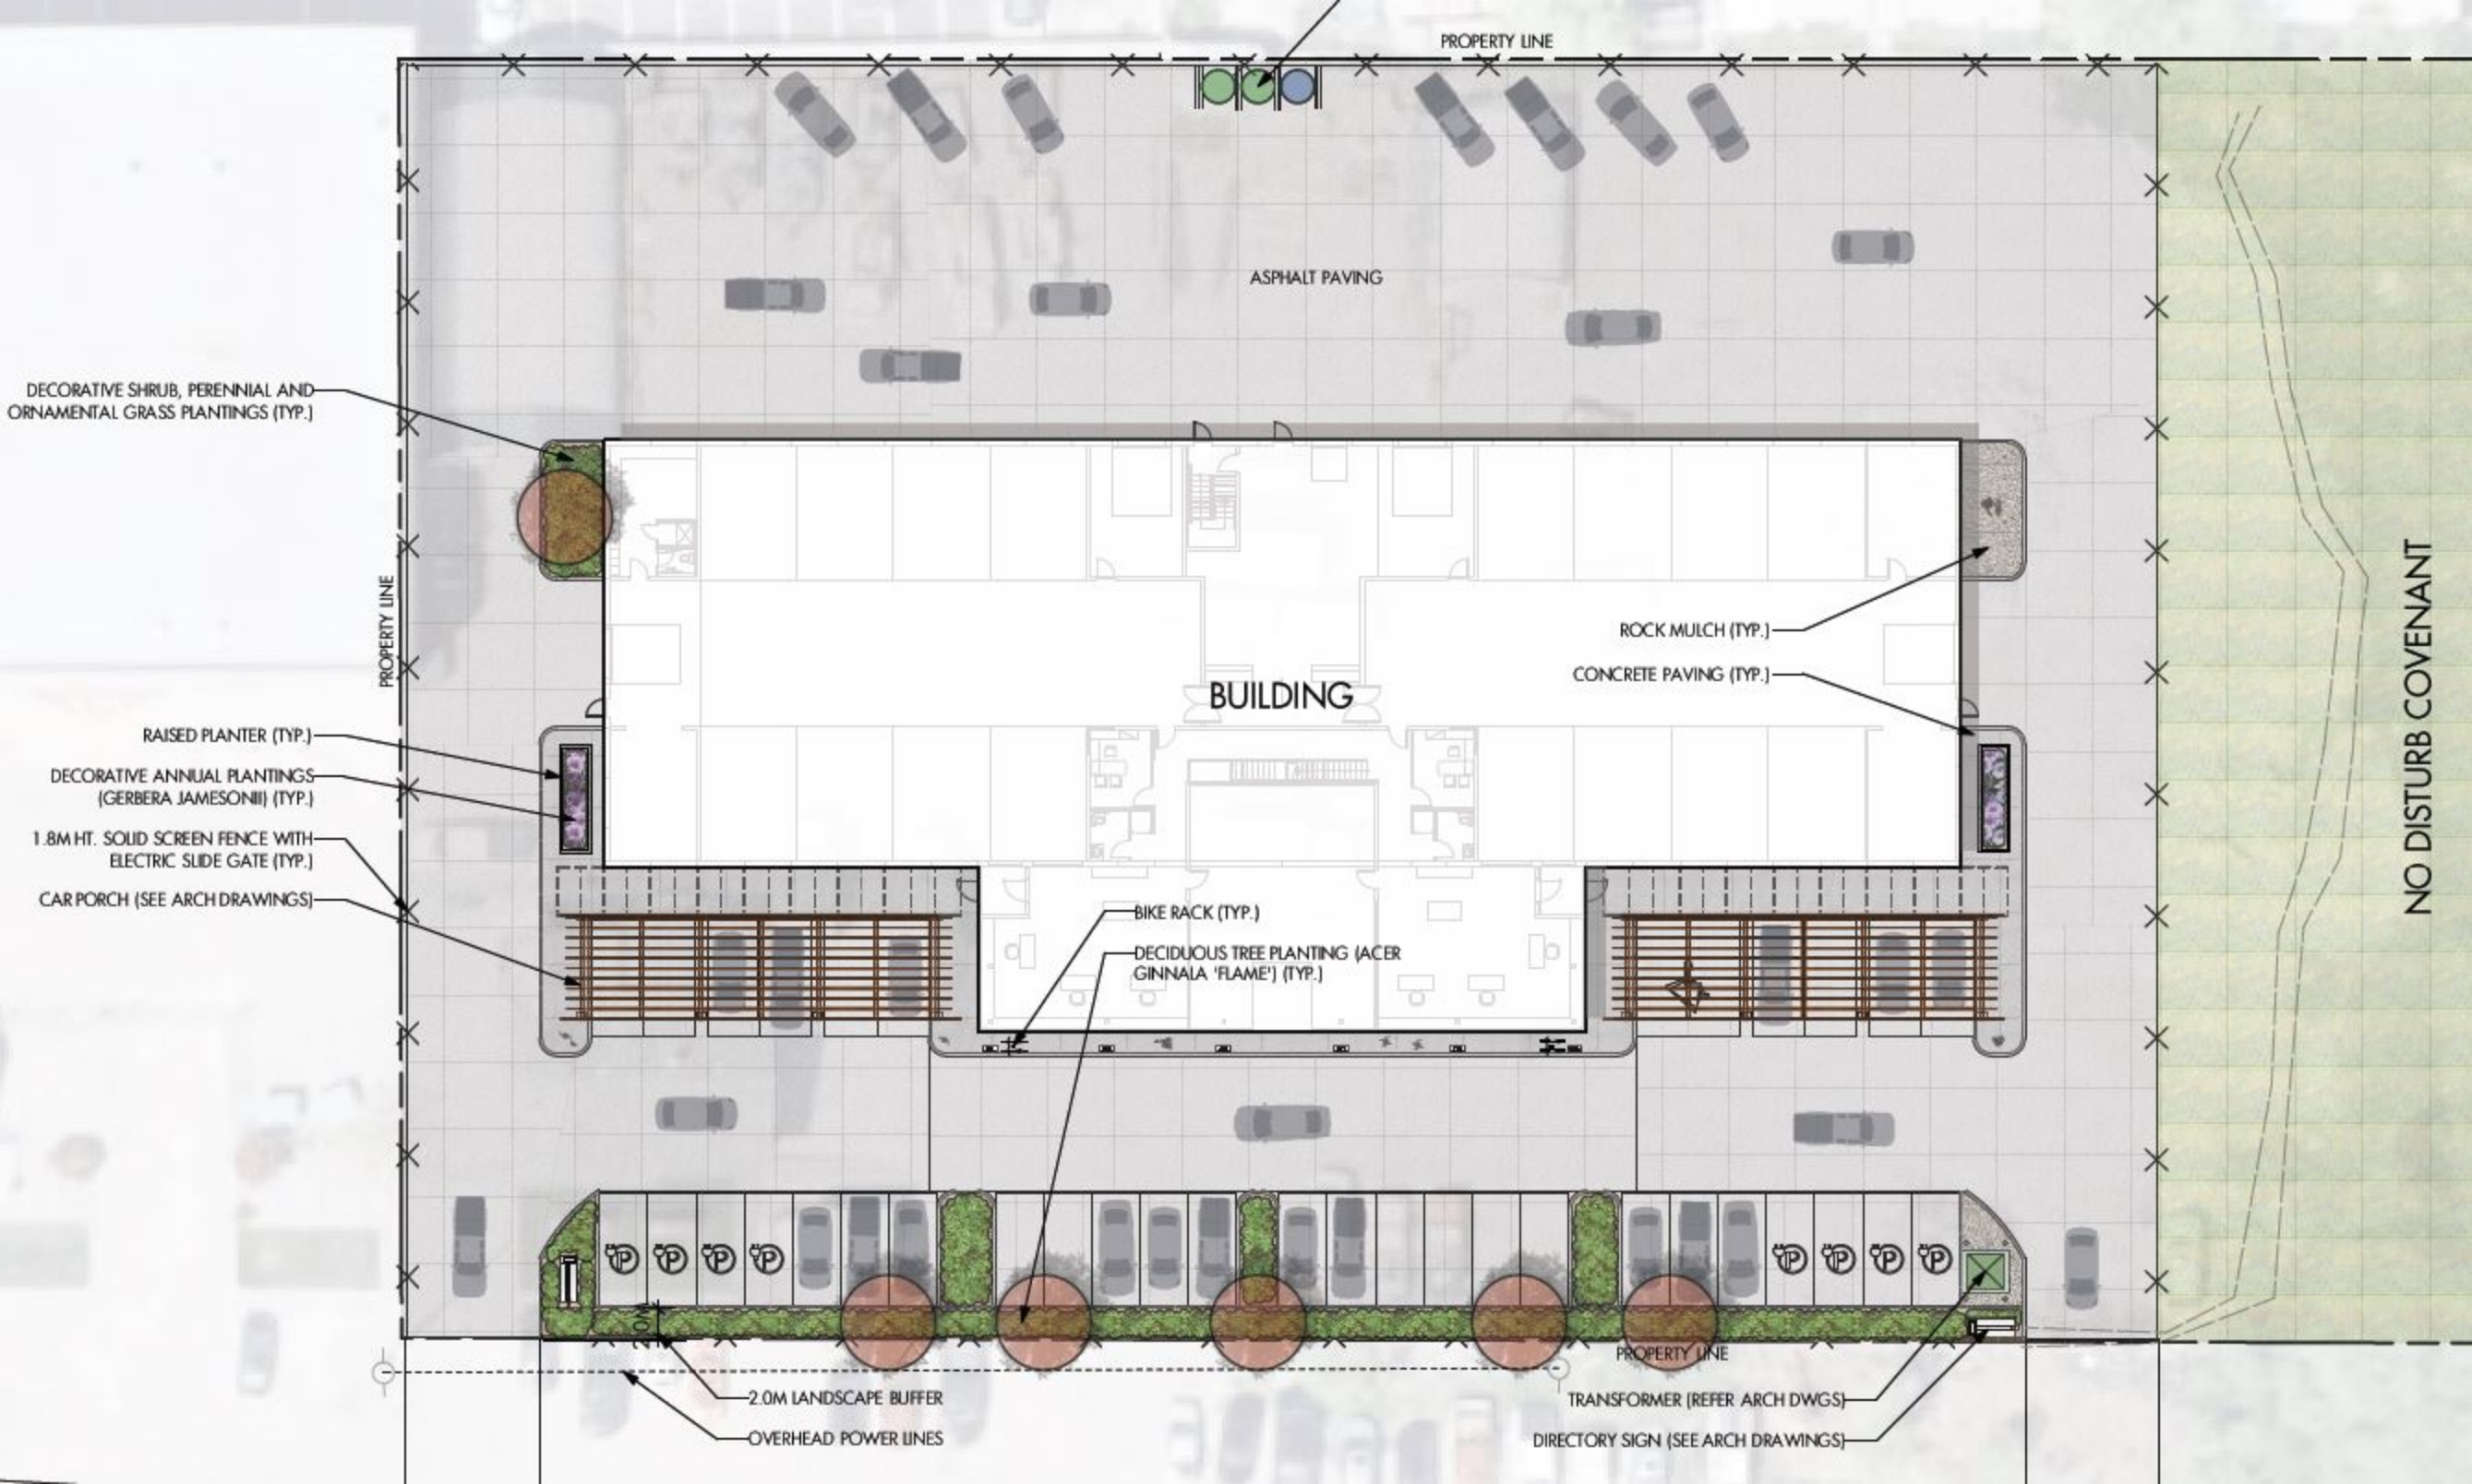 PROPERTY LINE
ASPHALT PAVING
DECORATIVE SHRUB, PERENNIAL AND
ORNAMENTAL GRASS PLANTINGS (TYP.)
PROPERTY LINE
ROCK MULCH (TYP.)
CONCRETE PAVING (TYP.)
BUILDING
NO DISTURB COVENANT
RAISED PLANTER (TYP.)
DECORATIVE ANNUAL PLANTINGS
(GERBERA JAMESONII) (TYP.)
1.8M HT. SOLID SCREEN FENCE WITH
ELECTRIC SLIDE GATE (TYP.)
CAR PORCH (SEE ARCH DRAWINGS)
BIKE RACK (TYP.)
DECIDUOUS TREE PLANTING (ACER
GINNALA 'FLAME') (TYP.)
P P P P
P P P P
2.0M
PROPERTY LINE
2.0M LANDSCAPE BUFFER
OVERHEAD POWER LINES
TRANSFORMER (REFER ARCH DWGS)
DIRECTORY SIGN (SEE ARCH DRAWINGS)